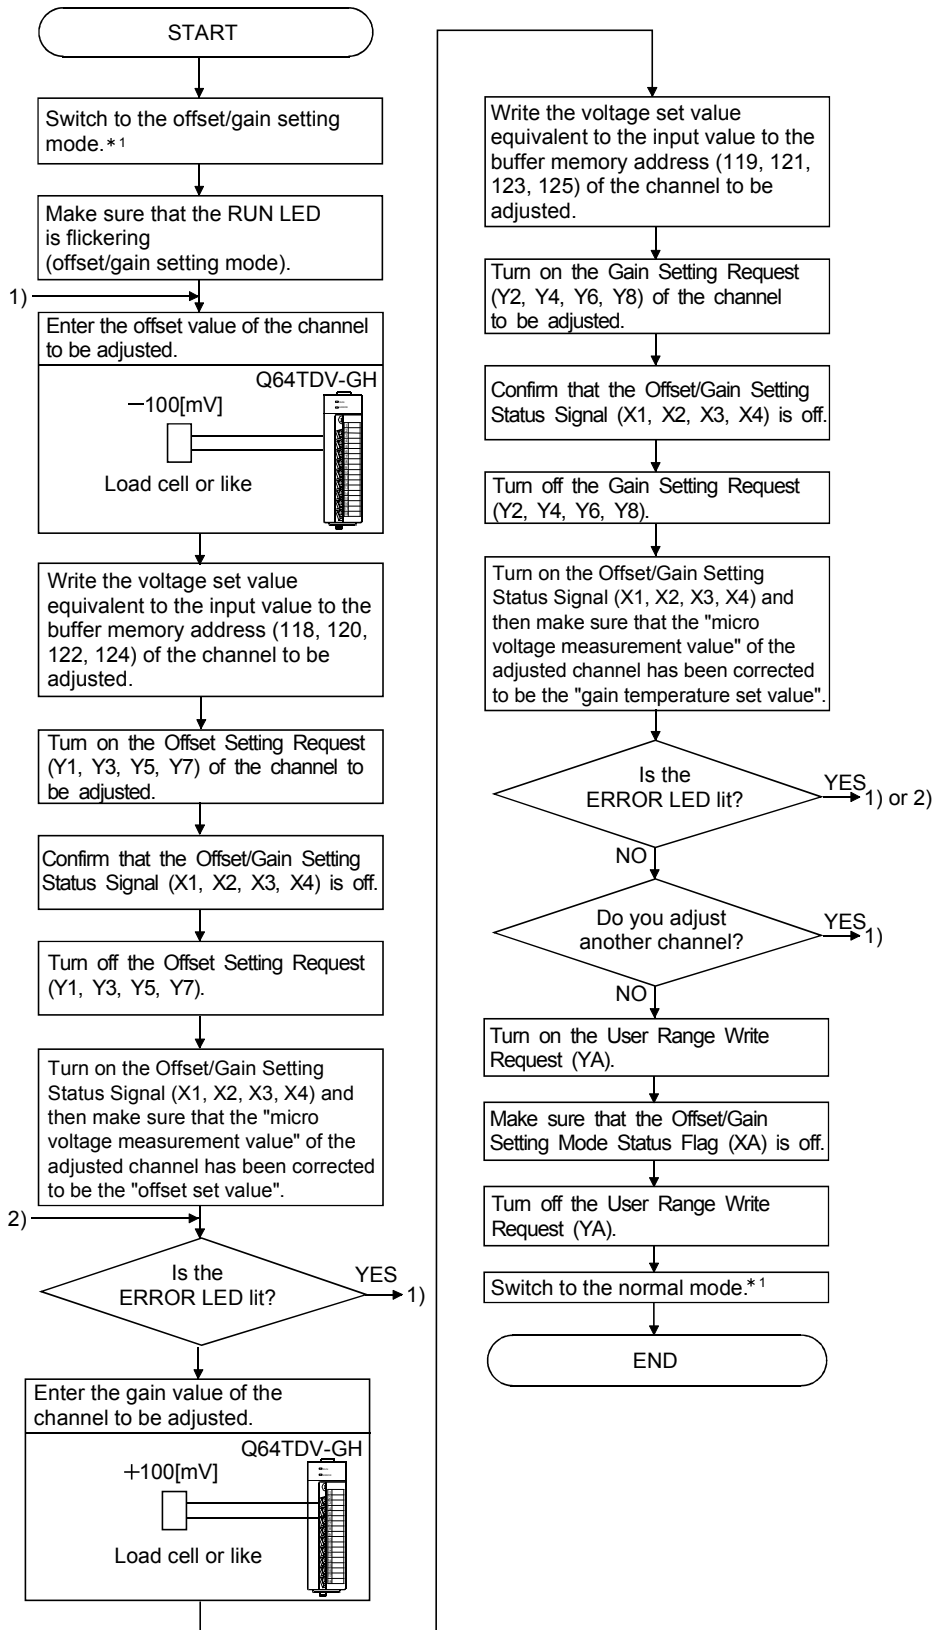 START
Switch to the offset/gain setting
mode.*1
Make sure that the RUN LED
is flickering
(offset/gain setting mode).
1)
Enter the offset value of the channel
to be adjusted.
Q64TDV-GH
−100[mV]
Load cell or like
Write the voltage set value
equivalent to the input value to the
buffer memory address (118, 120,
122, 124) of the channel to be
adjusted.
Turn on the Offset Setting Request
(Y1, Y3, Y5, Y7) of the channel to
be adjusted.
Confirm that the Offset/Gain Setting
Status Signal (X1, X2, X3, X4) is off.
Turn off the Offset Setting Request
(Y1, Y3, Y5, Y7).
Turn on the Offset/Gain Setting
Status Signal (X1, X2, X3, X4) and
then make sure that the "micro
voltage measurement value" of the
adjusted channel has been corrected
to be the "offset set value".
2)
Is the
ERROR LED lit?
YES
1)
Enter the gain value of the
channel to be adjusted.
Q64TDV-GH
+100[mV]
Load cell or like
Write the voltage set value
equivalent to the input value to the
buffer memory address (119, 121,
123, 125) of the channel to be
adjusted.
Turn on the Gain Setting Request
(Y2, Y4, Y6, Y8) of the channel
to be adjusted.
Confirm that the Offset/Gain Setting
Status Signal (X1, X2, X3, X4) is off.
Turn off the Gain Setting Request
(Y2, Y4, Y6, Y8).
Turn on the Offset/Gain Setting
Status Signal (X1, X2, X3, X4) and
then make sure that the "micro
voltage measurement value" of the
adjusted channel has been corrected
to be the "gain temperature set value".
Is the
ERROR LED lit?
YES
1) or 2)
NO
Do you adjust
another channel?
YES
1)
NO
Turn on the User Range Write
Request (YA).
Make sure that the Offset/Gain
Setting Mode Status Flag (XA) is off.
Turn off the User Range Write
Request (YA).
Switch to the normal mode.*1
END